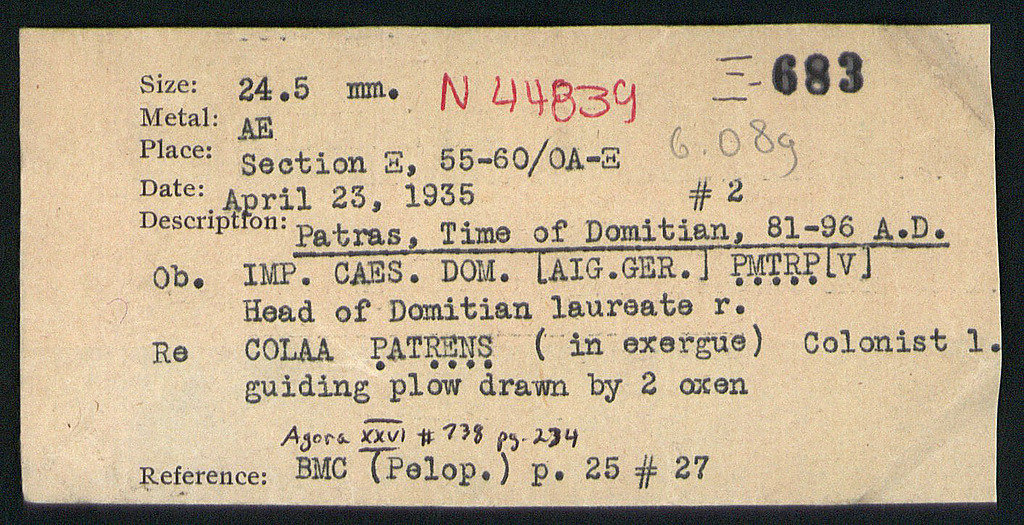 Size: 24.5 mm. N 44839 Ξ-683
Metal: AE
Place: Section Ξ, 55-60/OA-Ξ 6.08g
Date: April 23, 1935 # 2
Description: Patras, Time of Domitian, 81-96 A.D.
Ob. IMP. CAES. DOM. [AIG.GER.] PṂṬṚP̣[V]
Head of Domitian laureate r.
Re COLAA PẠTṚẸṆṢ ( in exergue) Colonist l.
guiding plow drawn by 2 oxen
Agora XXVI # 738 pg. 234
Reference: BMC (Pelop.) p. 25 # 27